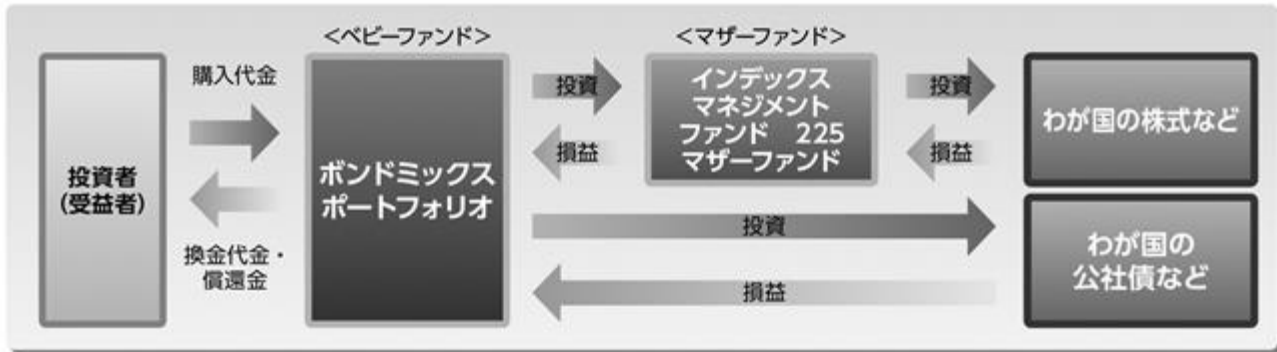 <ベビーファンド>
<マザーファンド>
投資者
(受益者)
購入代金
換金代金・
償還金
ボンドミックス
ポートフォリオ
投資
損益
インデックス
マネジメント
ファンド 225
マザーファンド
投資
損益
わが国の株式など
投資
損益
わが国の
公社債など